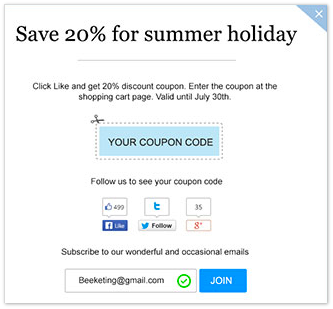 Save 20% for summer holiday
Click Like and get 20% discount coupon. Enter the coupon at the
shopping cart page. Valid until July 30th.
YOUR COUPON CODE
Follow us to see your coupon code
499 35
Like Follow g+
Subscribe to our wonderful and occasional emails
Beeketing@gmail.com JOIN